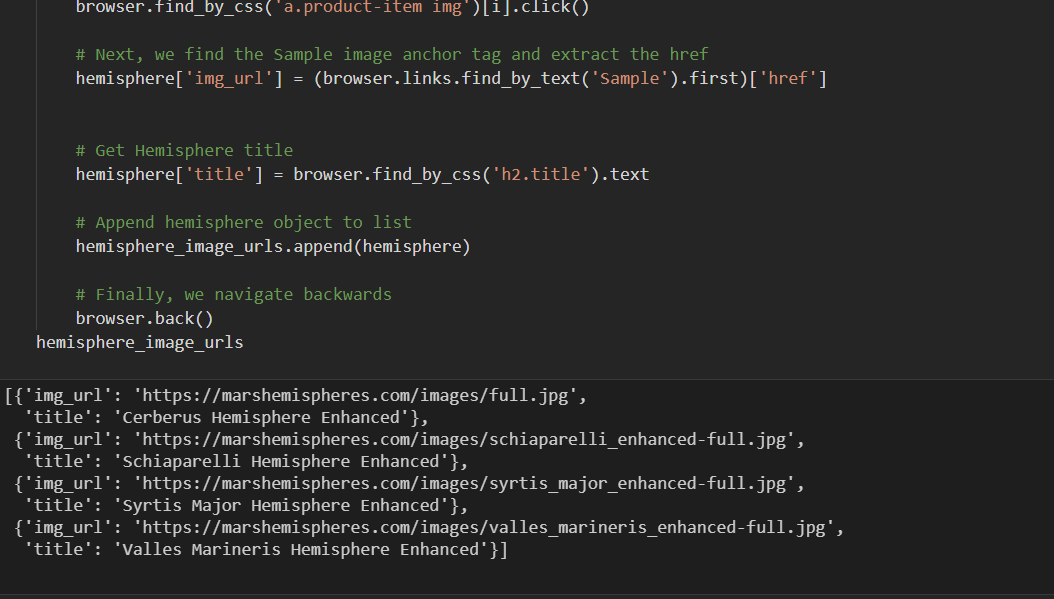 browser.find_by_css('a.product-item img')[i].click()
# Next, we find the Sample image anchor tag and extract the href
hemisphere['img_url'] = (browser.links.find_by_text('Sample').first)['href']
# Get Hemisphere title
hemisphere['title'] = browser.find_by_css('h2.title').text
# Append hemisphere object to list
hemisphere_image_urls.append(hemisphere)
# Finally, we navigate backwards
browser.back()
hemisphere_image_urls
[{'img_url': 'https://marshemispheres.com/images/full.jpg',
'title': 'Cerberus Hemisphere Enhanced'},
{'img_url': 'https://marshemispheres.com/images/schiaparelli_enhanced-full.jpg',
'title': 'Schiaparelli Hemisphere Enhanced'},
{'img_url': 'https://marshemispheres.com/images/syrtis_major_enhanced-full.jpg',
'title': 'Syrtis Major Hemisphere Enhanced'},
{'img_url': 'https://marshemispheres.com/images/valles_marineris_enhanced-full.jpg',
'title': 'Valles Marineris Hemisphere Enhanced'}]